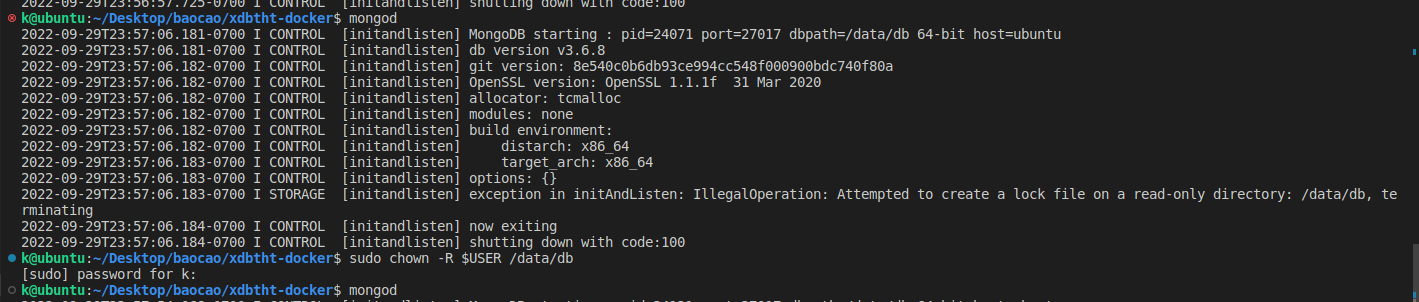 2022-09-29T23:56:57.725-0700 I CONTROL  [initandlisten] shutting down with code:100
k@ubuntu:~/Desktop/baocao/xdbtht-docker$ mongod
2022-09-29T23:57:06.181-0700 I CONTROL  [initandlisten] MongoDB starting : pid=24071 port=27017 dbpath=/data/db 64-bit host=ubuntu
2022-09-29T23:57:06.181-0700 I CONTROL  [initandlisten] db version v3.6.8
2022-09-29T23:57:06.182-0700 I CONTROL  [initandlisten] git version: 8e540c0b6db93ce994cc548f000900bdc740f80a
2022-09-29T23:57:06.182-0700 I CONTROL  [initandlisten] OpenSSL version: OpenSSL 1.1.1f  31 Mar 2020
2022-09-29T23:57:06.182-0700 I CONTROL  [initandlisten] allocator: tcmalloc
2022-09-29T23:57:06.182-0700 I CONTROL  [initandlisten] modules: none
2022-09-29T23:57:06.182-0700 I CONTROL  [initandlisten] build environment:
2022-09-29T23:57:06.182-0700 I CONTROL  [initandlisten]     distarch: x86_64
2022-09-29T23:57:06.183-0700 I CONTROL  [initandlisten]     target_arch: x86_64
2022-09-29T23:57:06.183-0700 I CONTROL  [initandlisten] options: {}
2022-09-29T23:57:06.183-0700 I STORAGE  [initandlisten] exception in initAndListen: IllegalOperation: Attempted to create a lock file on a read-only directory: /data/db, te
rminating
2022-09-29T23:57:06.184-0700 I CONTROL  [initandlisten] now exiting
2022-09-29T23:57:06.184-0700 I CONTROL  [initandlisten] shutting down with code:100
k@ubuntu:~/Desktop/baocao/xdbtht-docker$ sudo chown -R $USER /data/db
[sudo] password for k:
k@ubuntu:~/Desktop/baocao/xdbtht-docker$ mongod